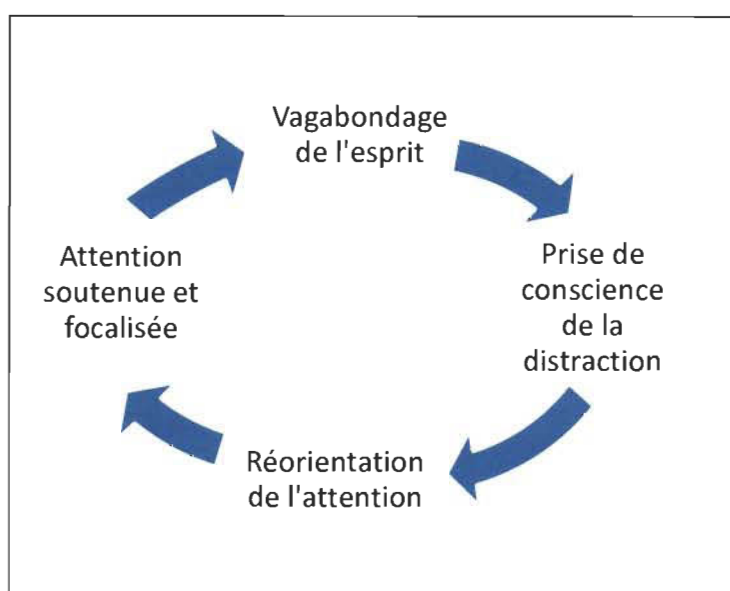 Vagabondage
de l'esprit
Prise de
conscience
de la
distraction
Réorientation
de l'attention
Attention
soutenue et
focalisée